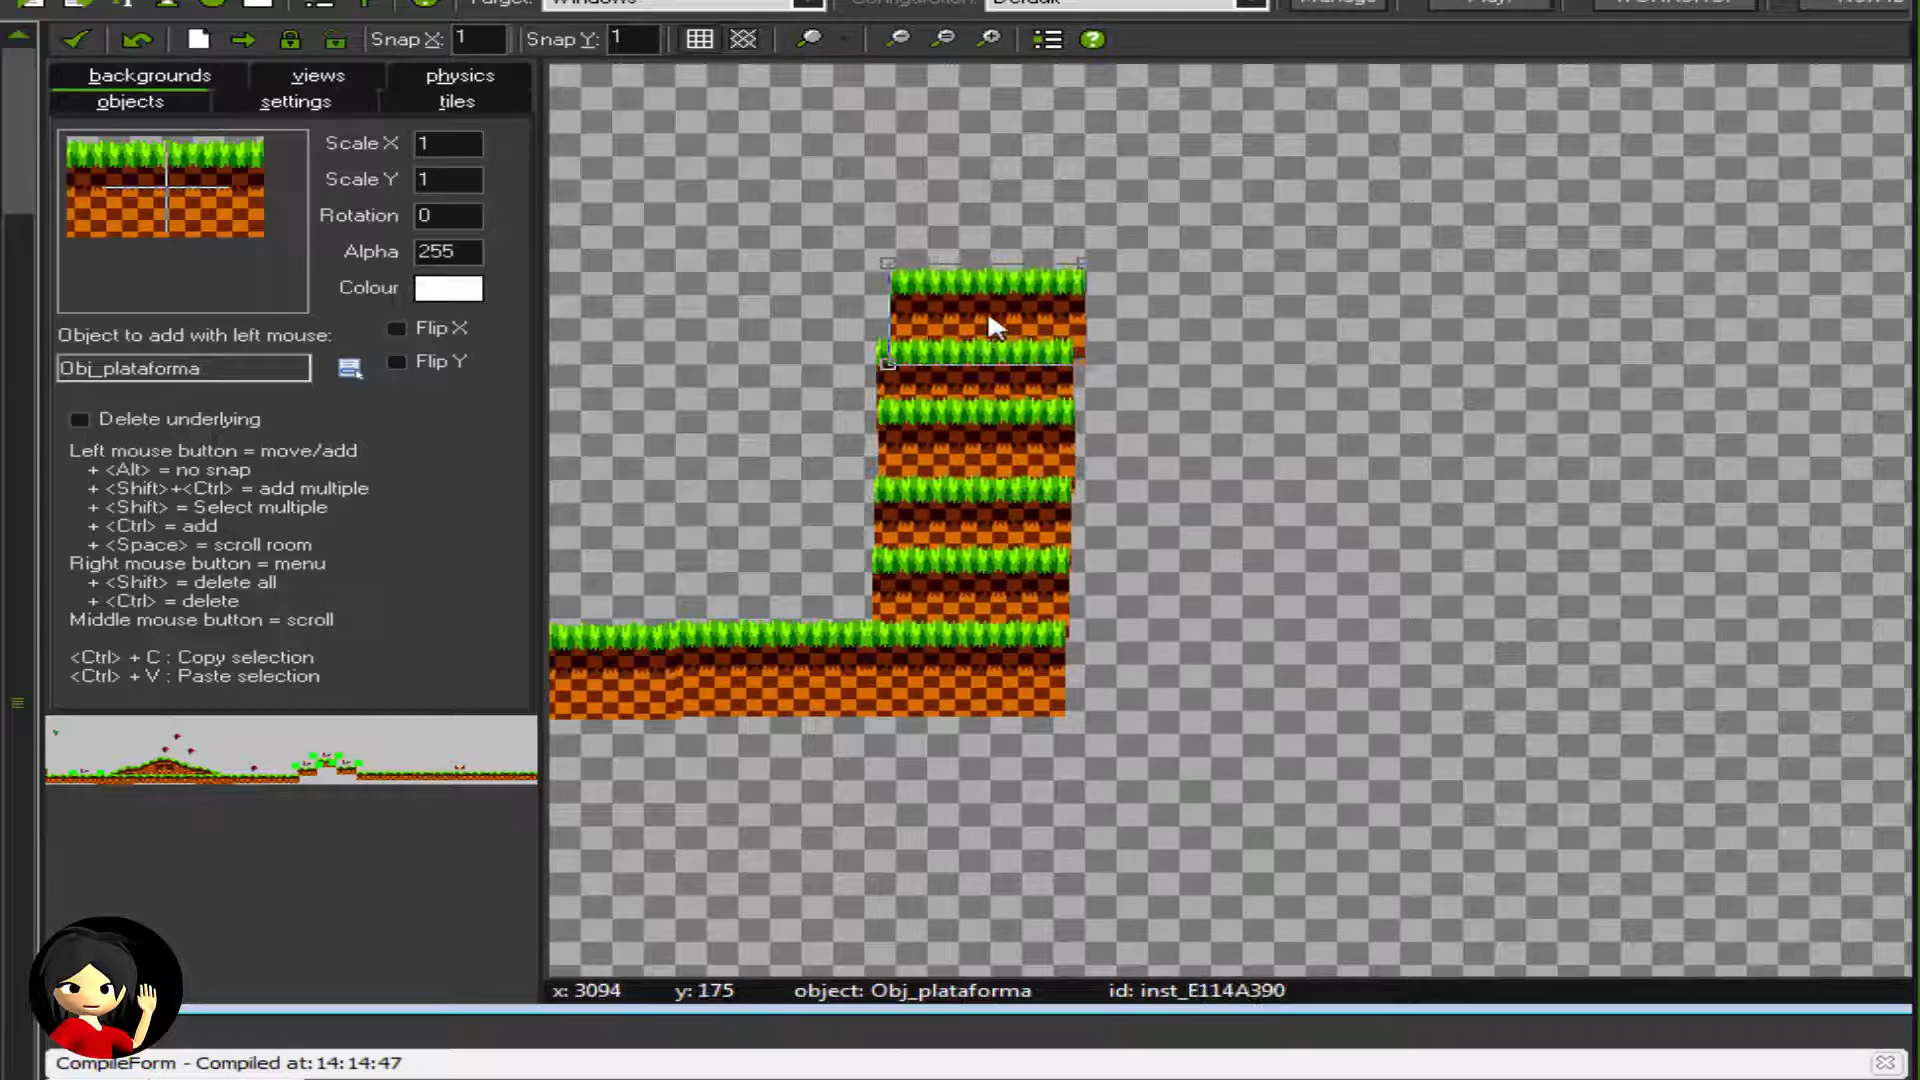 Target: Windows
Configuration: Default
Snap X: 1
Snap Y: 1
backgrounds
views
physics
objects
settings
tiles
Scale X 1
Scale Y 1
Rotation 0
Alpha 255
Colour
Flip X
Flip Y
Object to add with left mouse:
Obj_plataforma
Delete underlying
Left mouse button = move/add
+ <Alt> = no snap
+ <Shift>+<Ctrl> = add multiple
+ <Shift> = Select multiple
+ <Ctrl> = add
+ <Space> = scroll room
Right mouse button = menu
+ <Shift> = delete all
+ <Ctrl> = delete
Middle mouse button = scroll
<Ctrl> + C : Copy selection
<Ctrl> + V : Paste selection
x: 3094
y: 175
object: Obj_plataforma
id: inst_E114A390
CompileForm - Compiled at:14:14:47